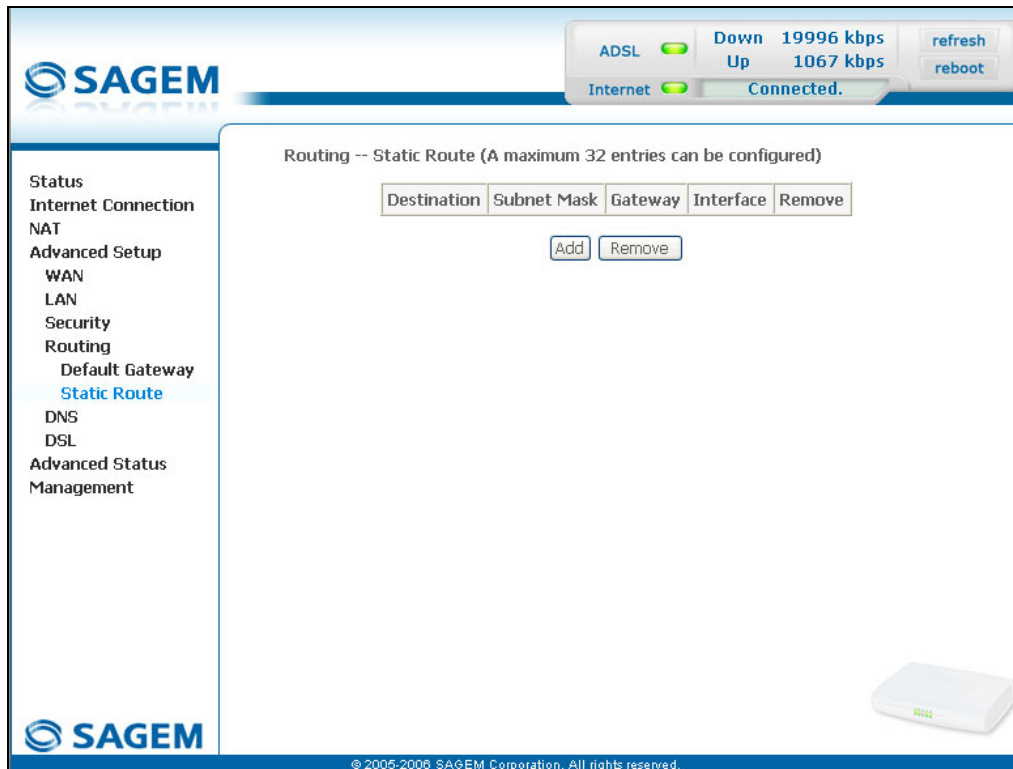 SAGEM
ADSL
Down 19996 kbps
Up 1067 kbps
refresh
reboot
Internet
Connected.
Status
Internet Connection
NAT
Advanced Setup
WAN
LAN
Security
Routing
Default Gateway
Static Route
DNS
DSL
Advanced Status
Management
Routing -- Static Route (A maximum 32 entries can be configured)
Destination Subnet Mask Gateway Interface Remove
Add Remove
SAGEM
© 2005-2006 SAGEM Corporation. All rights reserved.